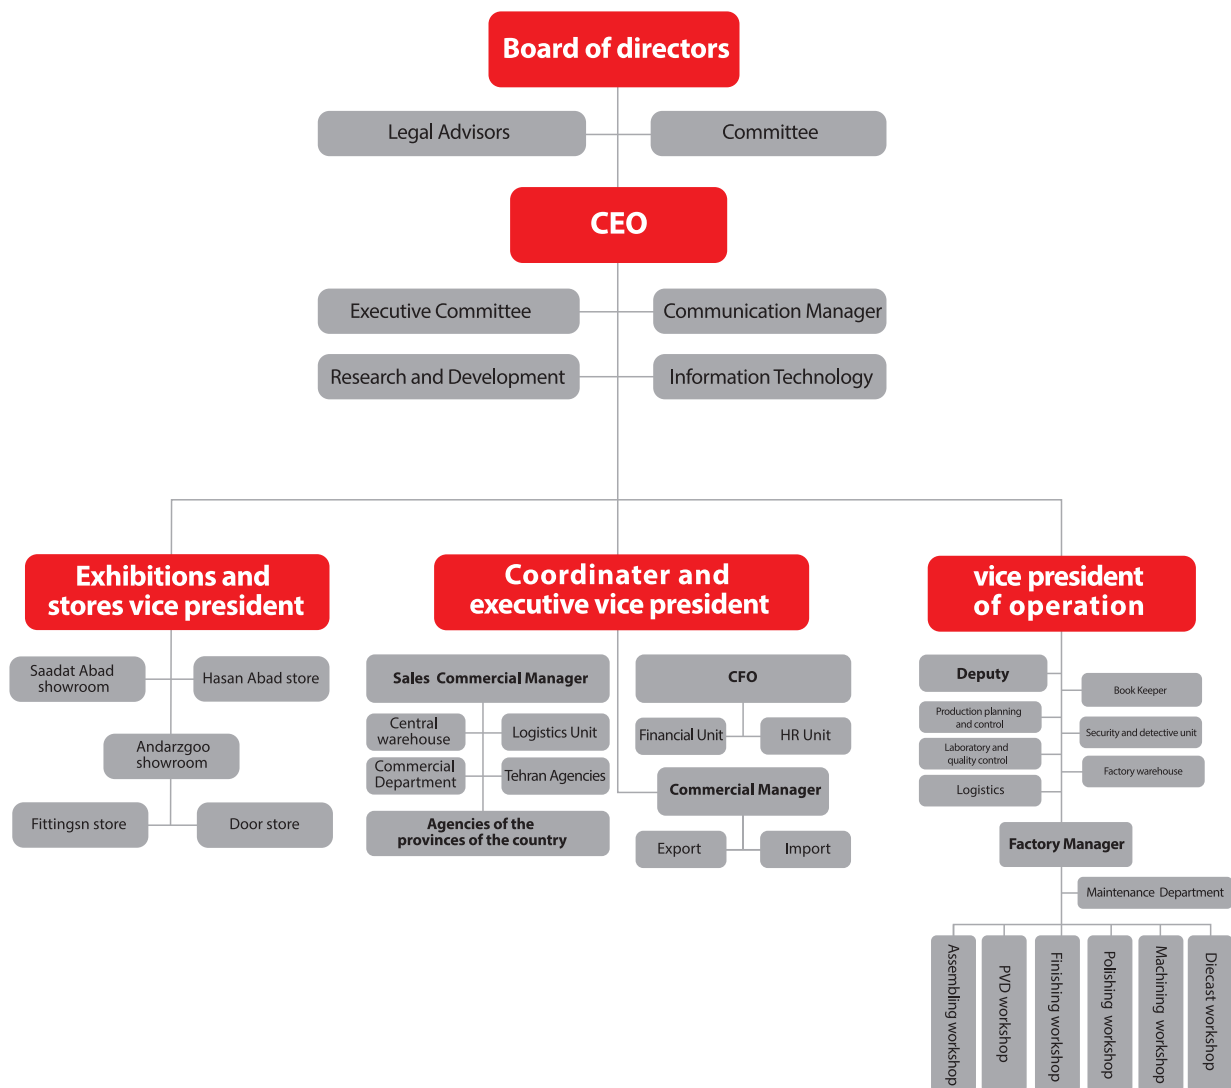 Board of directors
Legal Advisors
Committee
CEO
Executive Committee
Communication Manager
Research and Development
Information Technology
Exhibitions and
stores vice president
Saadat Abad
showroom
Hasan Abad store
Andarzgoo
showroom
Fittingsn store
Door store
Coordinater and
executive vice president
Sales Commercial Manager
Central
warehouse
Logistics Unit
Commercial
Department
Tehran Agencies
Agencies of the
provinces of the country
CFO
Financial Unit
HR Unit
Commercial Manager
Export
Import
vice president
of operation
Deputy
Book Keeper
Production planning
and control
Security and detective unit
Laboratory and
quality control
Factory warehouse
Logistics
Factory Manager
Maintenance Department
Assembling workshop
PVD workshop
Finishing workshop
Polishing workshop
Machining workshop
Diecast workshop